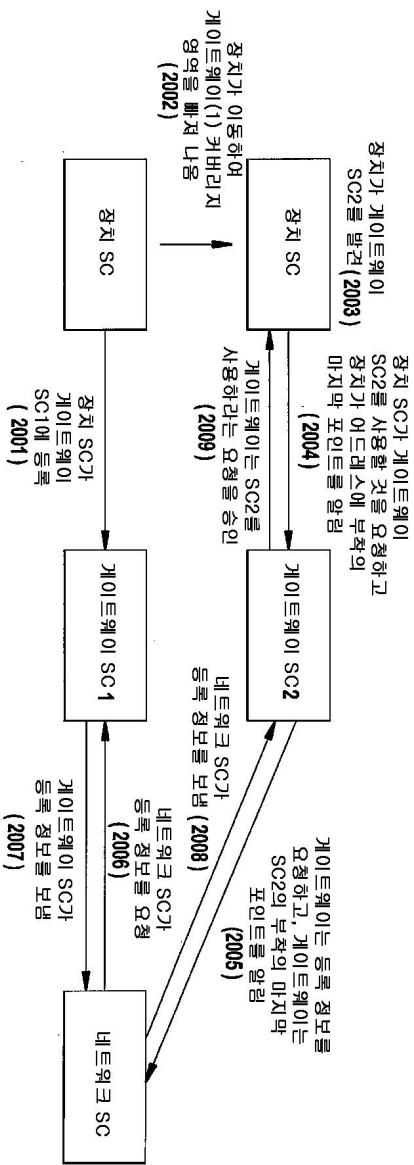 장치가 게이트웨이
SC2를 발견(2003)
장치 SC가 게이트웨이
SC2를 사용할 것을 요청하고
장치가 어드레스에 부착의
마지막 포인트를 알림
(2004)
장치 SC
게이트웨이 SC2
게이트웨이는 SC2를
사용하라는 요청을 승인
(2009)
장치가 이동하여
게이트웨이(1) 커버리지
영역을 빠져 나옴
(2002)
게이트웨이는 등록 정보를
요청하고, 게이트웨이는
SC2의 부착의 마지막
포인트를 알림
(2005)
네트워크 SC가
등록 정보를 보냄 (2008)
장치 SC
장치 SC가
게이트웨이
SC1에 등록
(2001)
게이트웨이 SC1
네트워크 SC가
등록 정보를 요청
(2006)
게이트웨이 SC가
등록 정보를 보냄
(2007)
네트워크 SC